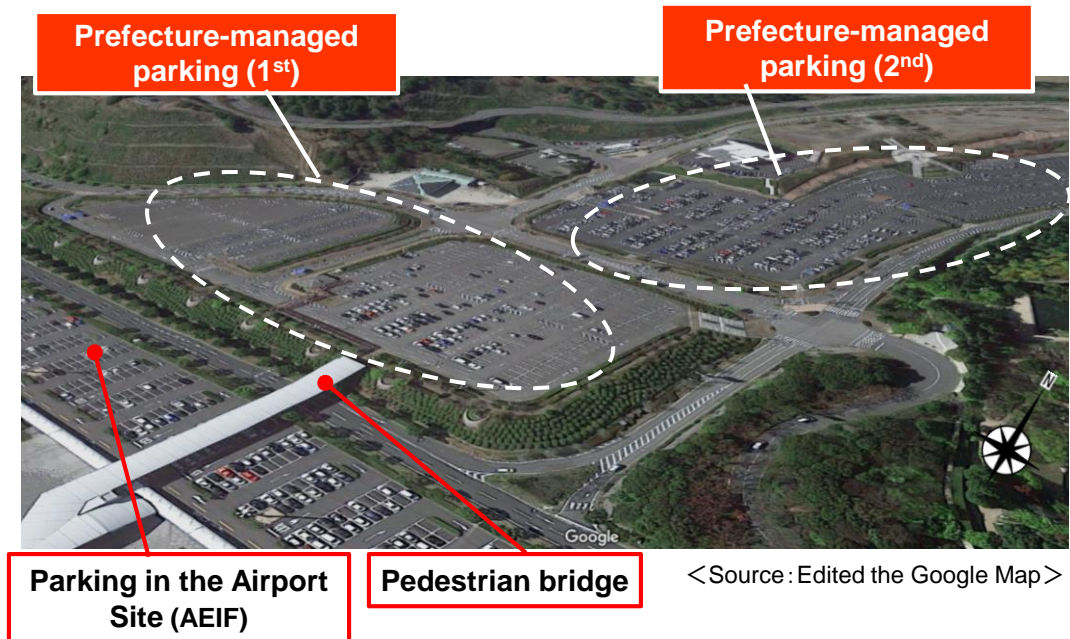 Prefecture-managed
parking (1st)
Prefecture-managed
parking (2nd)
N
Google
Parking in the Airport
Site (AEIF)
Pedestrian bridge
<Source:Edited the Google Map>